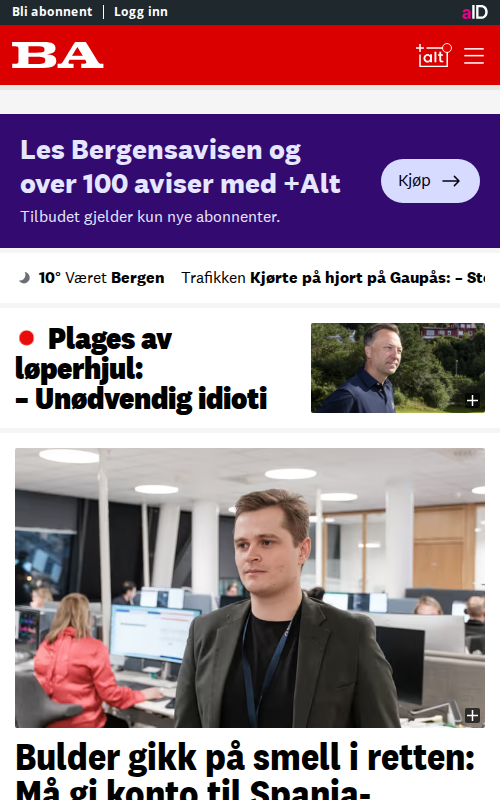 Bli abonnent | Logg inn
aID
BA
+alt
Les Bergensavisen og
over 100 aviser med +Alt
Kjøp →
Tilbudet gjelder kun nye abonnenter.
10° Været Bergen Trafikken Kjørte på hjort på Gaupås: – Sto
Plages av
løperhjul:
– Unødvendig idioti
Bulder gikk på smell i retten:
Må gi konto til Spania-